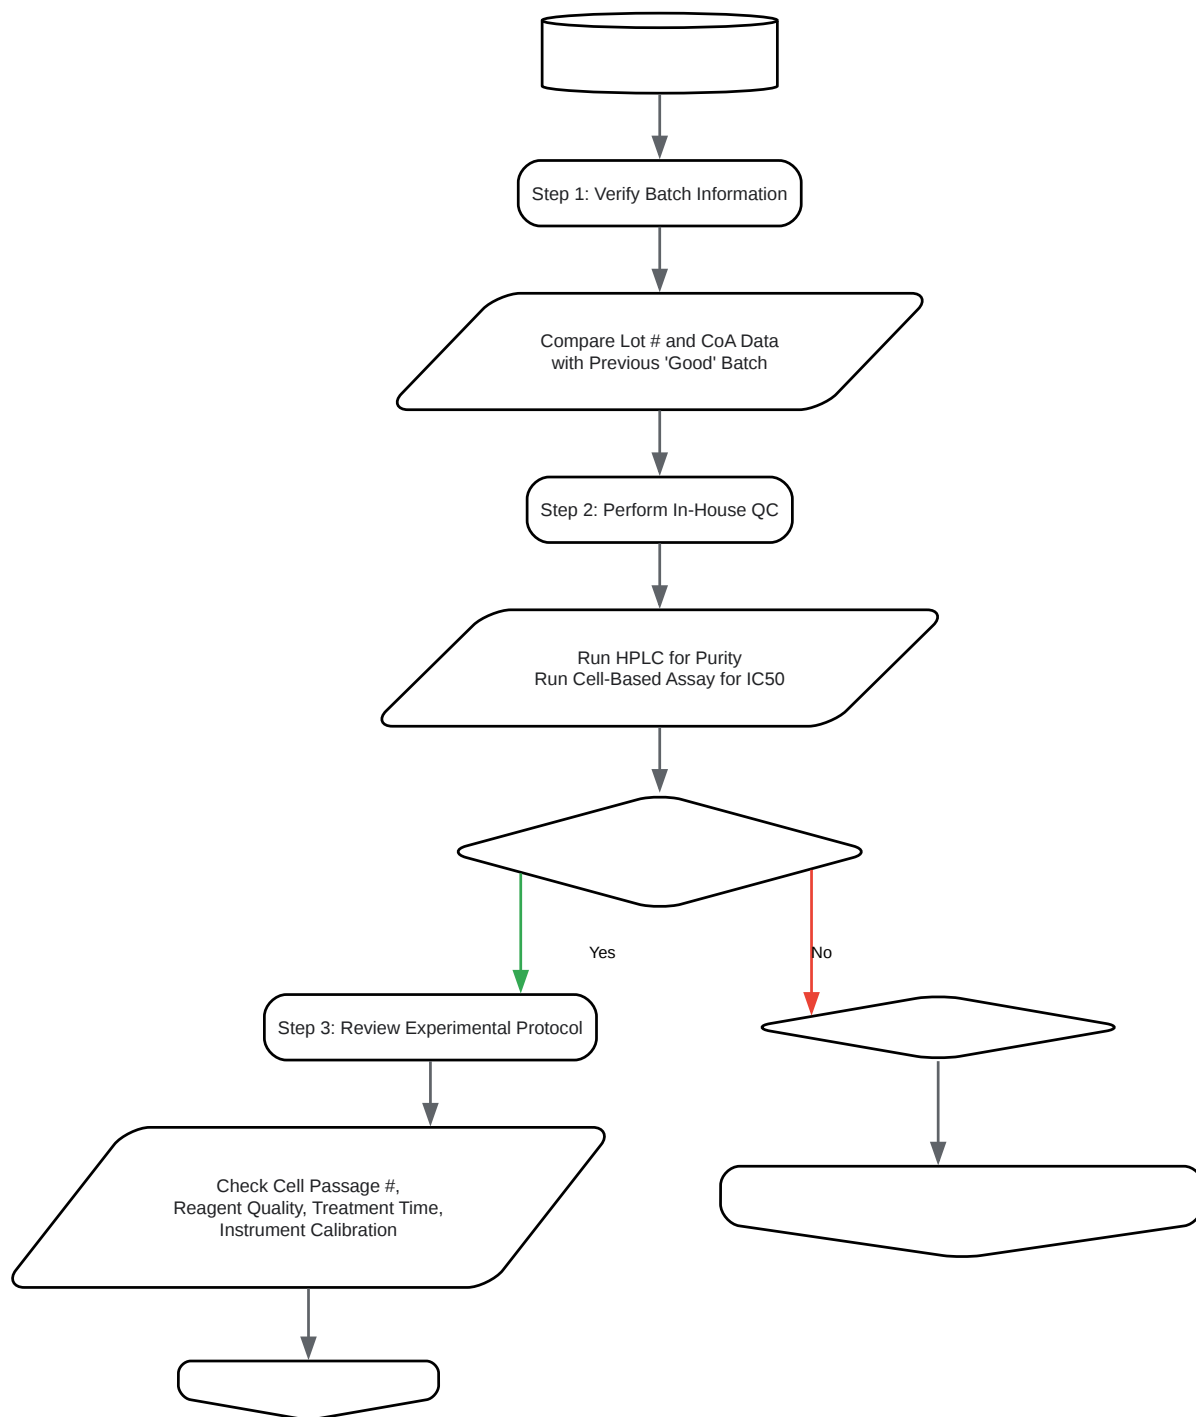 Step 1: Verify Batch Information
Compare Lot # and CoA Data
with Previous 'Good' Batch
Step 2: Perform In-House QC
Run HPLC for Purity
Run Cell-Based Assay for IC50
Yes
No
Step 3: Review Experimental Protocol
Check Cell Passage #,
Reagent Quality, Treatment Time,
Instrument Calibration